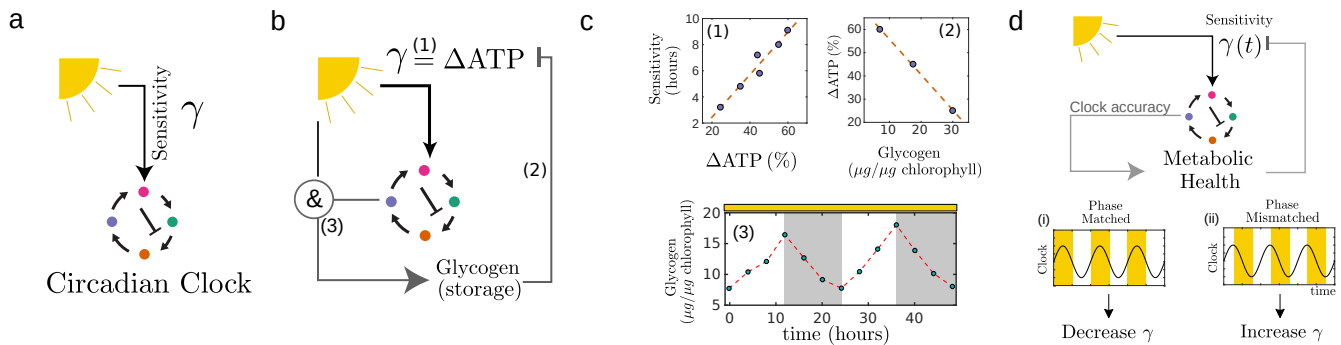 a
Sensitivity
γ
Circadian Clock
b
γ (1) = ΔATP
&
(3)
(2)
Glycogen
(storage)
c
(1)
Sensitivity
(hours)
10
8
6
4
2
20
40
60
ΔATP (%)
(2)
ΔATP (%)
60
50
40
30
20
10
20
30
Glycogen
(μg/μg chlorophyll)
(3)
Glycogen
(μg/μg chlorophyll)
20
15
10
5
0
10
20
30
40
time (hours)
d
Sensitivity
γ(t)
Clock accuracy
Metabolic
Health
(i)
Phase
Matched
Clock
Decrease γ
(ii)
Phase
Mismatched
Clock
time
Increase γ